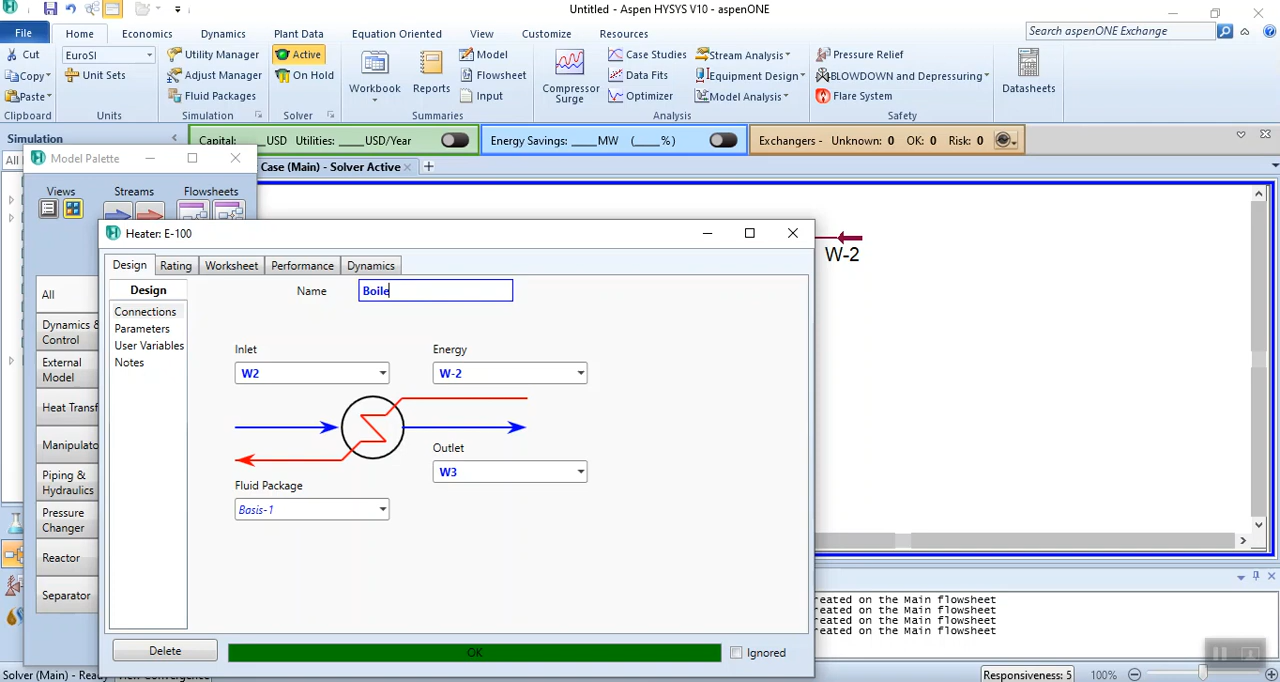 Untitled - Aspen HYSYS V10 - aspenONE
File Home Economics Dynamics Plant Data Equation Oriented View Customize Resources Search aspenONE Exchange
Cut EuroSI Utility Manager Active Model Case Studies Stream Analysis Pressure Relief
Copy Unit Sets Adjust Manager On Hold Workbook Reports Flowsheet Compressor Surge Data Fits Equipment Design BLOWDOWN and Depressuring Datasheets
Paste Fluid Packages Input Optimizer Model Analysis Flare System
Clipboard Units Simulation Solver Summaries Analysis Safety
Simulation Capital: USD Utilities: USD/Year Energy Savings: MW ( %) Exchangers - Unknown: 0 OK: 0 Risk: 0
All
Model Palette
Case (Main) - Solver Active +
Views Streams Flowsheets
W-2
Heater: E-100
Design Rating Worksheet Performance Dynamics
Design
Connections
Parameters
User Variables
Notes
Name Boile
Inlet Energy
W2 W-2
Outlet
W3
Fluid Package
Basis-1
Delete OK Ignored
All
Dynamics &
Control
External
Model
Heat Transf
Manipulato
Piping &
Hydraulics
Pressure
Changer
Reactor
Separator
reated on the Main flowsheet
reated on the Main flowsheet
reated on the Main flowsheet
reated on the Main flowsheet
Solver (Main) - Ready Responsiveness: 5 100%